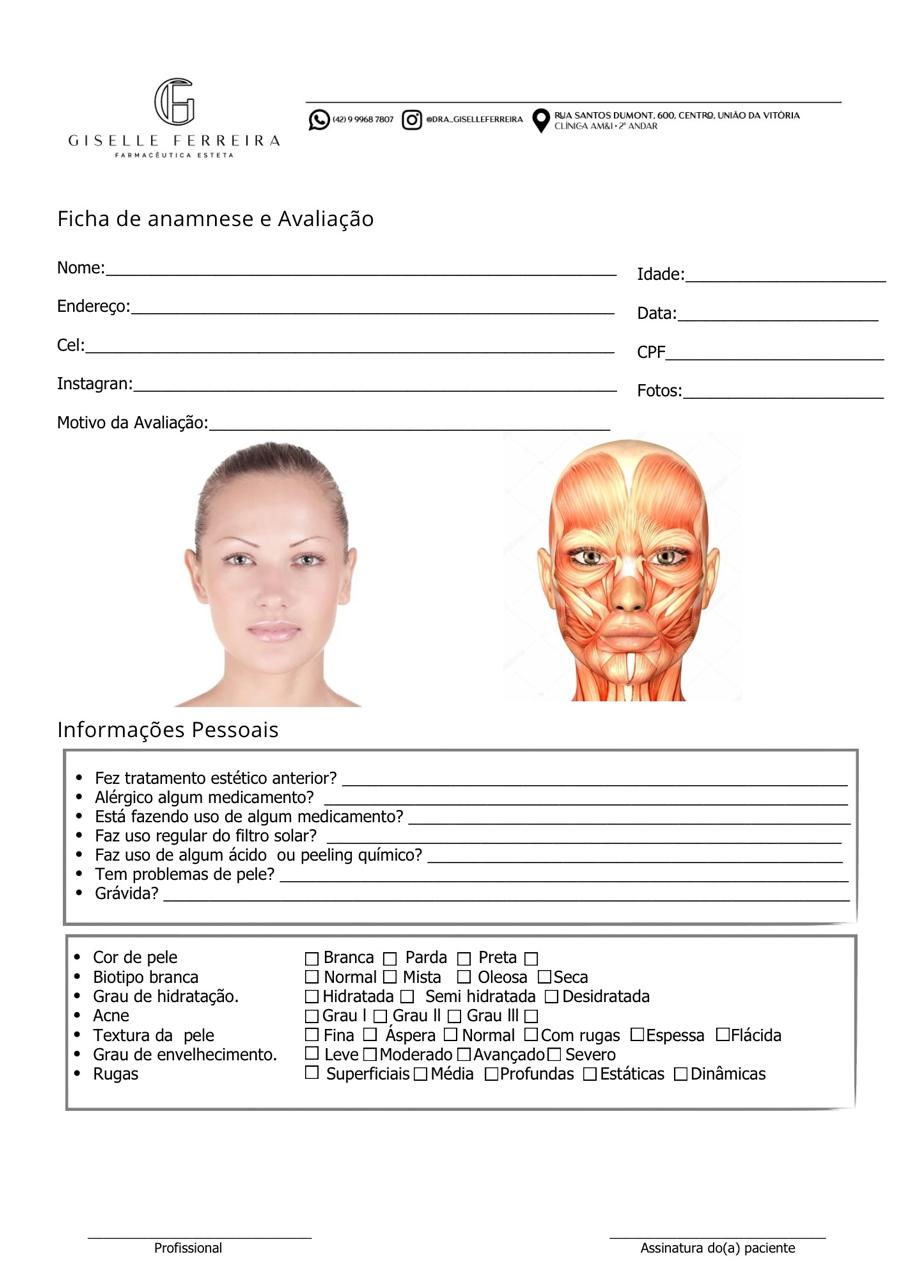 GISELLE FERREIRA
FARMACÊUTICA ESTETA
(42) 9 9968 7807 @DRA_GISELLEFERREIRA RUA SANTOS DUMONT, 600, CENTRO, UNIÃO DA VITÓRIA
CLÍNICA AM&I • 2º ANDAR
Ficha de anamnese e Avaliação
Nome:
Idade:
Endereço:
Data:
Cel:
CPF
Instagran:
Fotos:
Motivo da Avaliação:
Informações Pessoais
• Fez tratamento estético anterior?
• Alérgico algum medicamento?
• Está fazendo uso de algum medicamento?
• Faz uso regular do filtro solar?
• Faz uso de algum ácido ou peeling químico?
• Tem problemas de pele?
• Grávida?
• Cor de pele ☐ Branca ☐ Parda ☐ Preta ☐
• Biotipo branca ☐ Normal ☐ Mista ☐ Oleosa ☐ Seca
• Grau de hidratação. ☐ Hidratada ☐ Semi hidratada ☐ Desidratada
• Acne ☐ Grau l ☐ Grau ll ☐ Grau lll ☐
• Textura da pele ☐ Fina ☐ Áspera ☐ Normal ☐ Com rugas ☐ Espessa ☐ Flácida
• Grau de envelhecimento. ☐ Leve ☐ Moderado ☐ Avançado ☐ Severo
• Rugas ☐ Superficiais ☐ Média ☐ Profundas ☐ Estáticas ☐ Dinâmicas
Profissional
Assinatura do(a) paciente